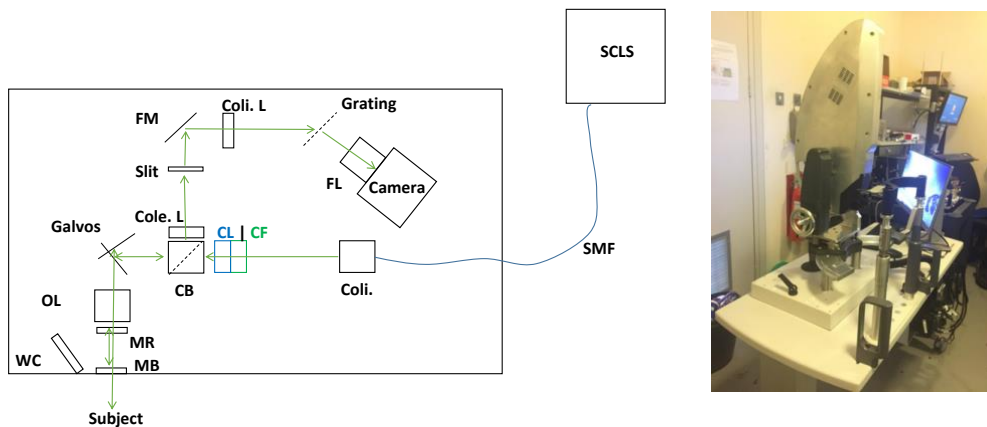 SCLS
Coli. L
Grating
FM
Slit
FL
Camera
Cole. L
Galvos
CL | CF
SMF
CB
Coli.
OL
MR
WC
MB
Subject